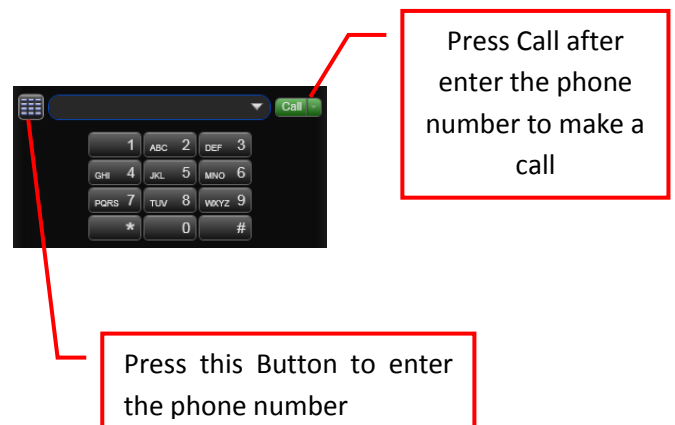 Press Call after
enter the phone
number to make a
call
Call
1 ABC 2 DEF 3
GHI 4 JKL 5 MNO 6
PQRS 7 TUV 8 WXYZ 9
* 0 #
Press this Button to enter
the phone number